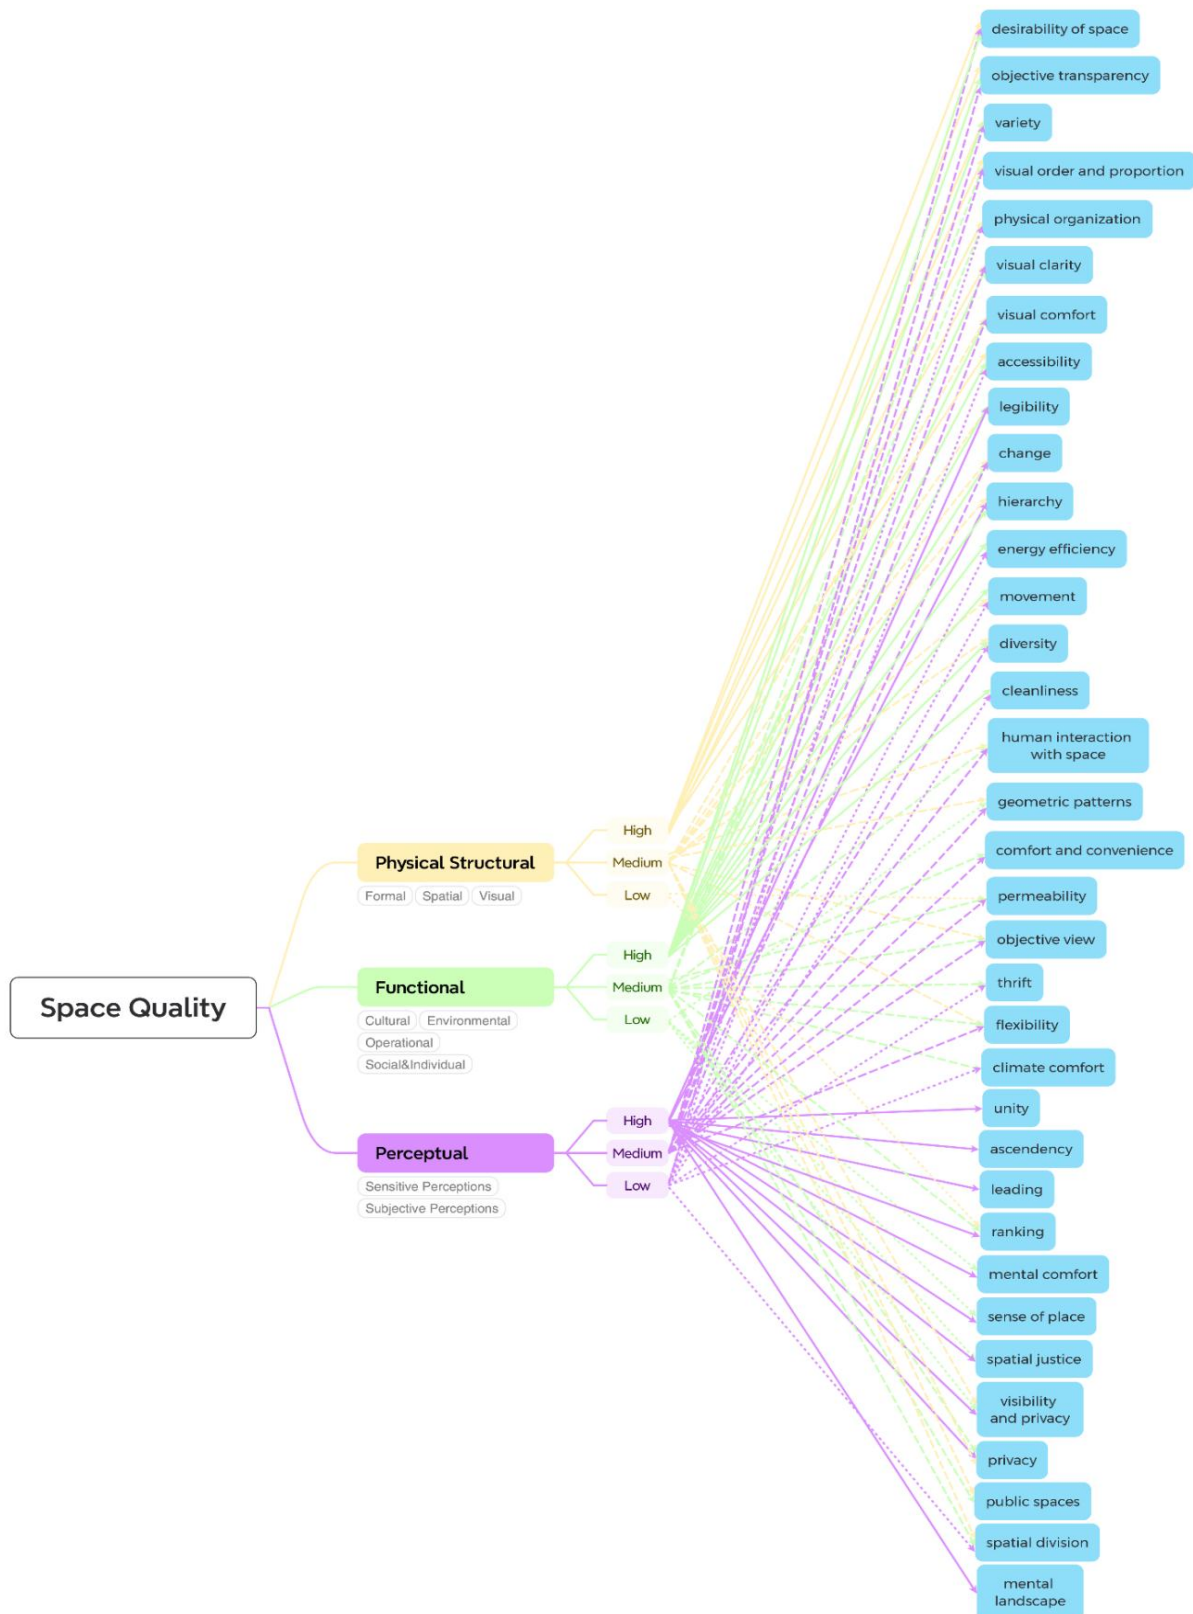 Space Quality
Physical Structural
Formal Spatial Visual
High
Medium
Low
Functional
Cultural Environmental
Operational
Social&Individual
High
Medium
Low
Perceptual
Sensitive Perceptions
Subjective Perceptions
High
Medium
Low
desirability of space
objective transparency
variety
visual order and proportion
physical organization
visual clarity
visual comfort
accessibility
legibility
change
hierarchy
energy efficiency
movement
diversity
cleanliness
human interaction
with space
geometric patterns
comfort and convenience
permeability
objective view
thrift
flexibility
climate comfort
unity
ascendency
leading
ranking
mental comfort
sense of place
spatial justice
visibility
and privacy
privacy
public spaces
spatial division
mental
landscape